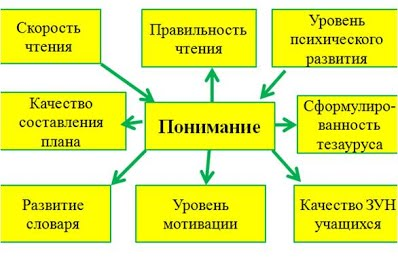 Скорость
чтения
Правильность
чтения
Уровень
психического
развития
Качество
составления
плана
Понимание
Сформулиро-
ванность
тезауруса
Развитие
словаря
Уровень
мотивации
Качество ЗУН
учащихся